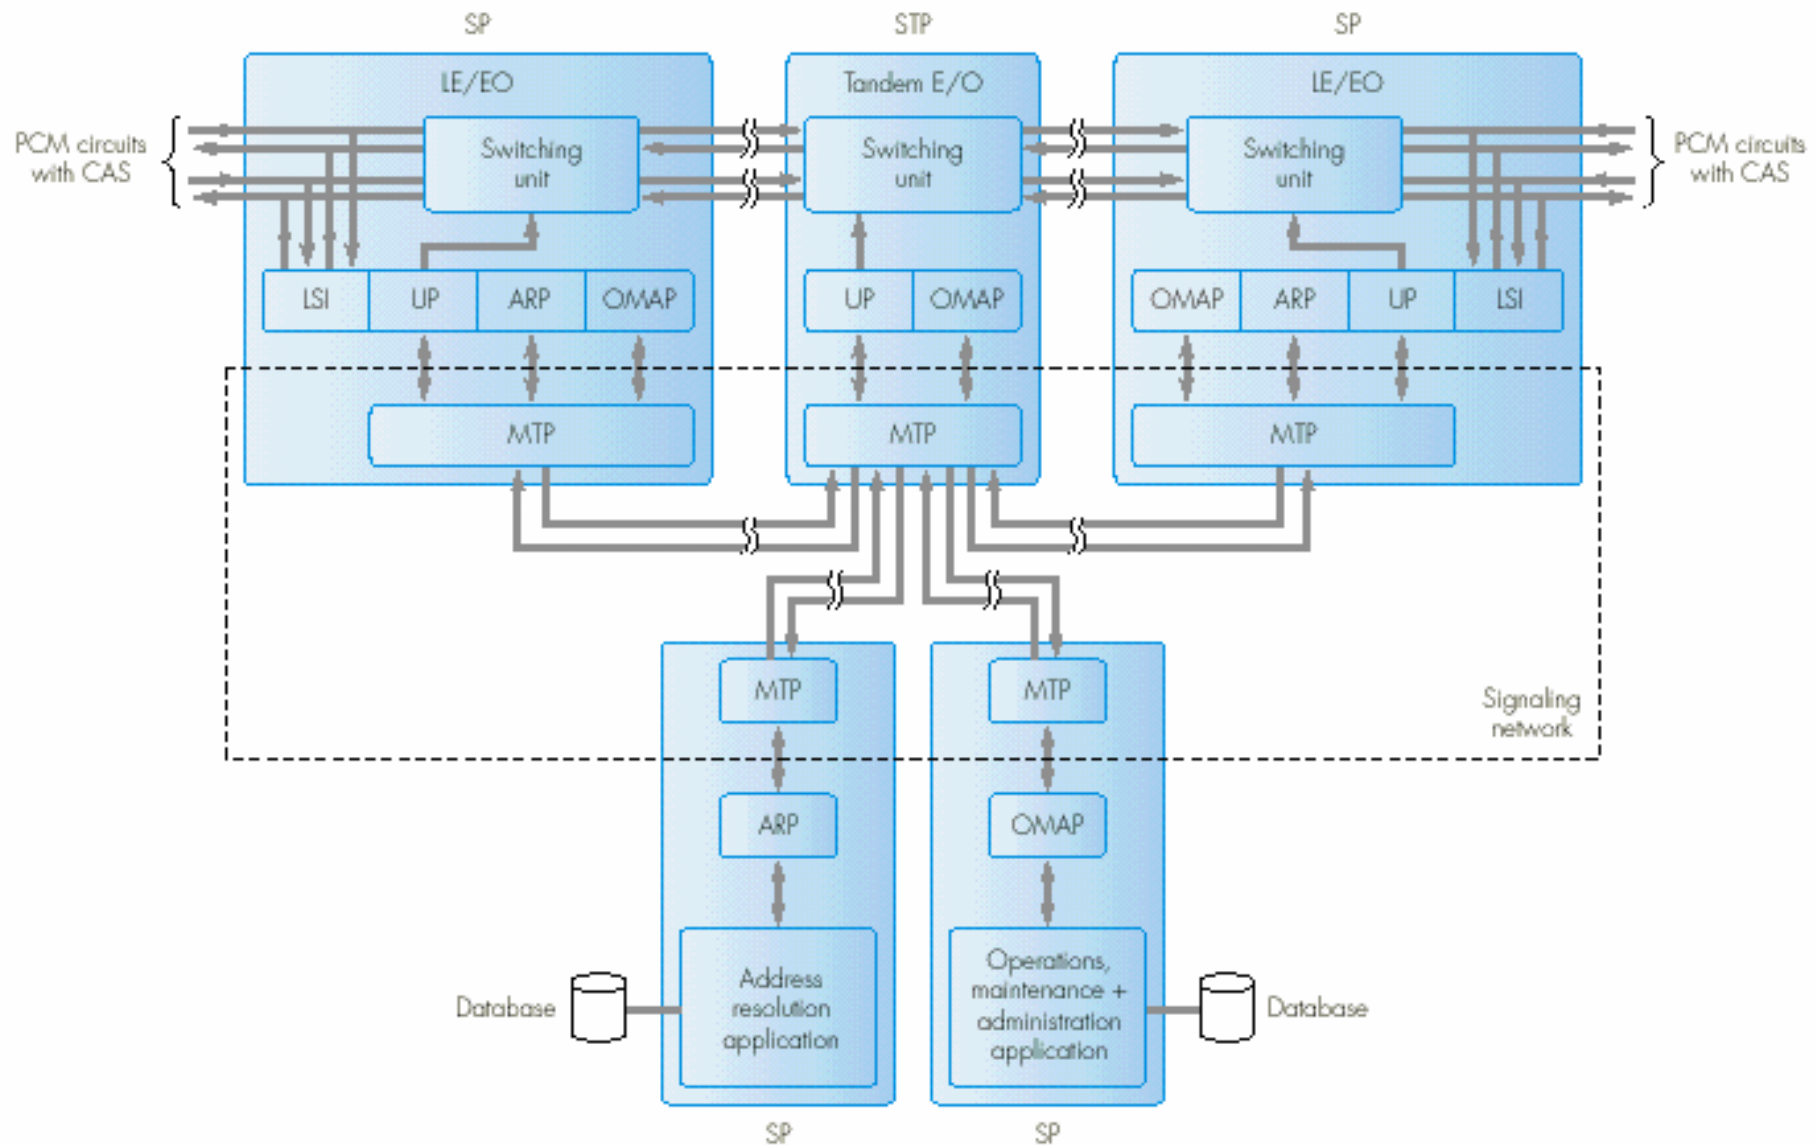 SP
STP
SP
LE/EO
Tandem E/O
LE/EO
PCM circuits
with CAS
Switching
unit
Switching
unit
Switching
unit
PCM circuits
with CAS
LSI
UP
ARP
OMAP
UP
OMAP
OMAP
ARP
UP
LSI
MTP
MTP
MTP
MTP
MTP
Signaling
network
ARP
OMAP
Database
Address
resolution
application
Operations,
maintenance +
administration
application
Database
SP
SP